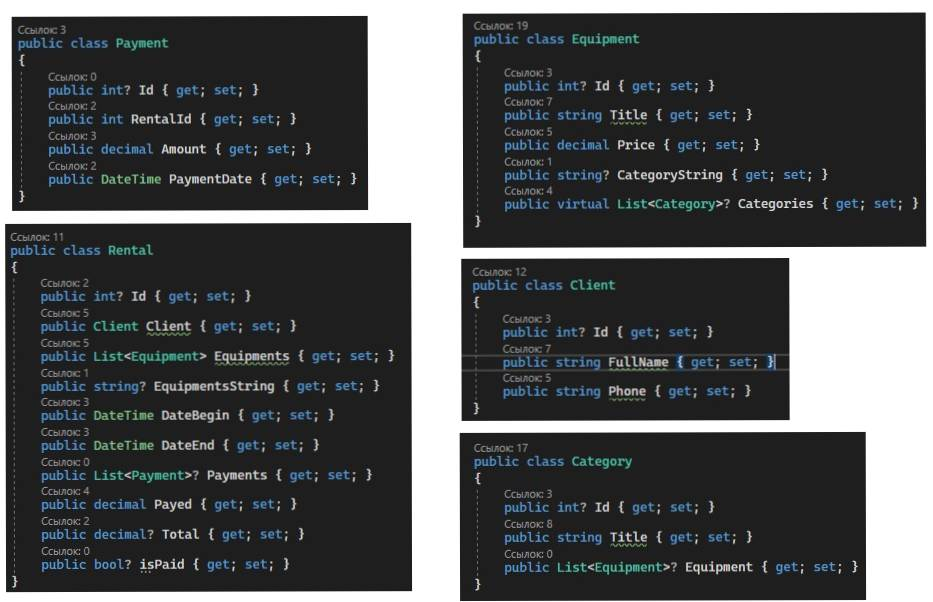 Ссылок: 3
public class Payment
{
Ссылок: 0
public int? Id { get; set; }
Ссылок: 2
public int RentalId { get; set; }
Ссылок: 3
public decimal Amount { get; set; }
Ссылок: 2
public DateTime PaymentDate { get; set; }
}
Ссылок: 11
public class Rental
{
Ссылок: 2
public int? Id { get; set; }
Ссылок: 5
public Client Client { get; set; }
Ссылок: 5
public List<Equipment> Equipments { get; set; }
Ссылок: 1
public string? EquipmentsString { get; set; }
Ссылок: 3
public DateTime DateBegin { get; set; }
Ссылок: 3
public DateTime DateEnd { get; set; }
Ссылок: 0
public List<Payment>? Payments { get; set; }
Ссылок: 4
public decimal Payed { get; set; }
Ссылок: 2
public decimal? Total { get; set; }
Ссылок: 0
public bool? isPaid { get; set; }
}
Ссылок: 19
public class Equipment
{
Ссылок: 3
public int? Id { get; set; }
Ссылок: 7
public string Title { get; set; }
Ссылок: 5
public decimal Price { get; set; }
Ссылок: 1
public string? CategoryString { get; set; }
Ссылок: 4
public virtual List<Category>? Categories { get; set; }
}
Ссылок: 12
public class Client
{
Ссылок: 3
public int? Id { get; set; }
Ссылок: 7
public string FullName { get; set; }
Ссылок: 5
public string Phone { get; set; }
}
Ссылок: 17
public class Category
{
Ссылок: 3
public int? Id { get; set; }
Ссылок: 8
public string Title { get; set; }
Ссылок: 0
public List<Equipment>? Equipment { get; set; }
}